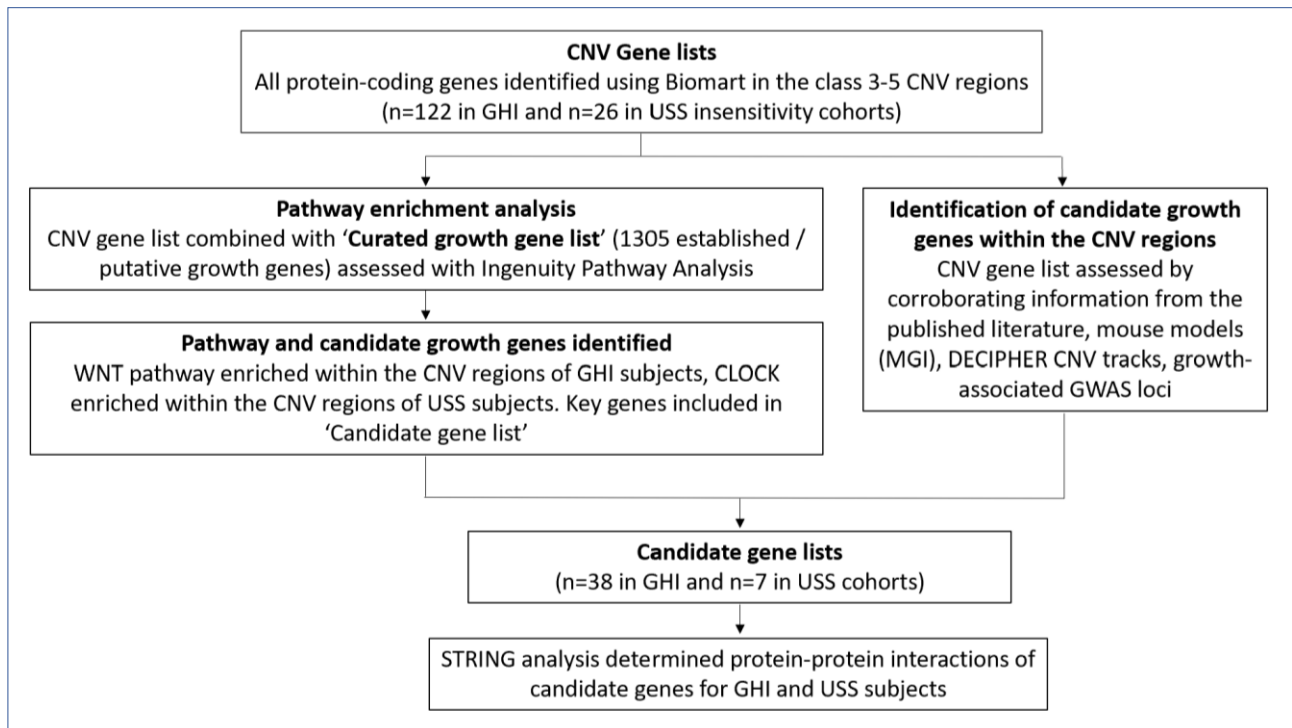 CNV Gene lists
All protein-coding genes identified using Biomart in the class 3-5 CNV regions
(n=122 in GHI and n=26 in USS insensitivity cohorts)
Pathway enrichment analysis
CNV gene list combined with ‘Curated growth gene list’ (1305 established /
putative growth genes) assessed with Ingenuity Pathway Analysis
Pathway and candidate growth genes identified
WNT pathway enriched within the CNV regions of GHI subjects, CLOCK
enriched within the CNV regions of USS subjects. Key genes included in
‘Candidate gene list’
Identification of candidate growth
genes within the CNV regions
CNV gene list assessed by
corroborating information from the
published literature, mouse models
(MGI), DECIPHER CNV tracks, growth-
associated GWAS loci
Candidate gene lists
(n=38 in GHI and n=7 in USS cohorts)
STRING analysis determined protein-protein interactions of
candidate genes for GHI and USS subjects